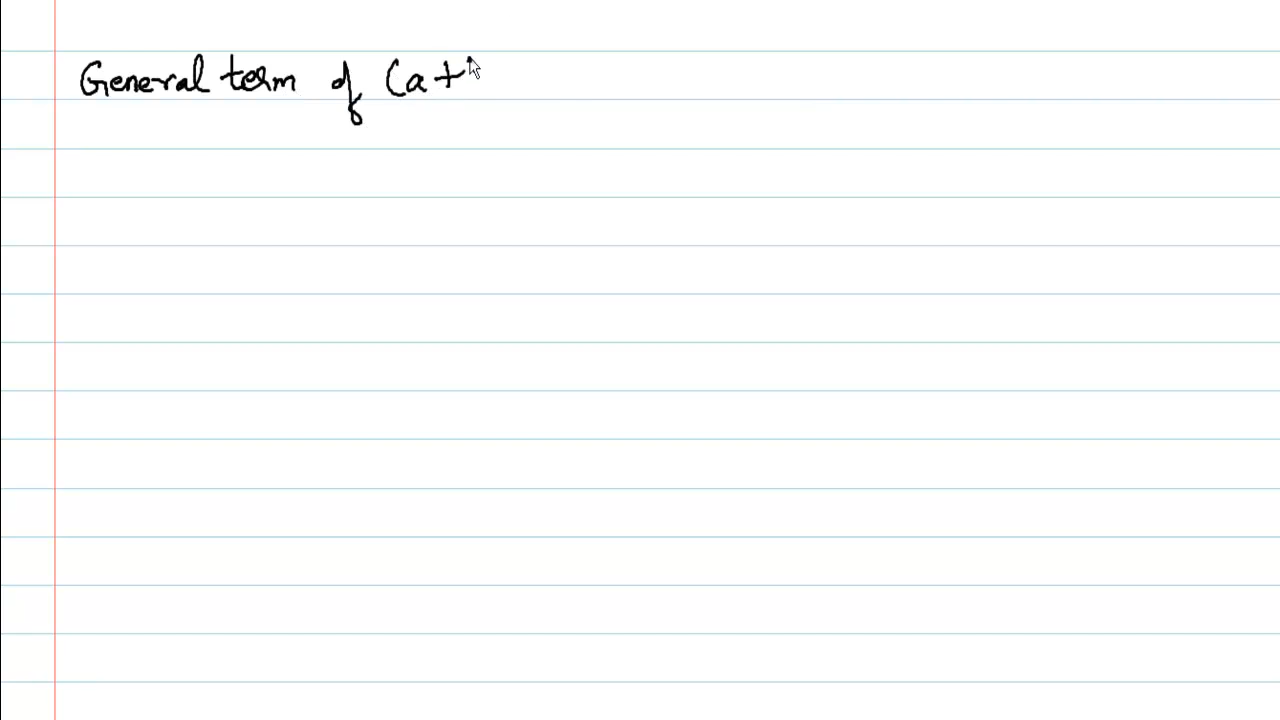 General term of (a +